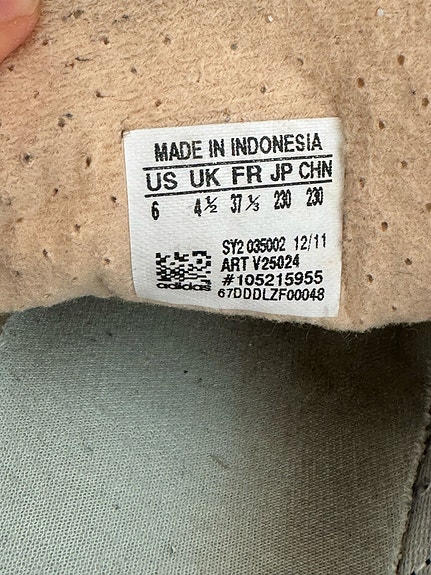 MADE IN INDONESIA
US UK FR JP CHN
6 4½ 37⅓ 230 230
SY2 035002 12/11
ART V25024
#105215955
adidas 67DDDLZF00048